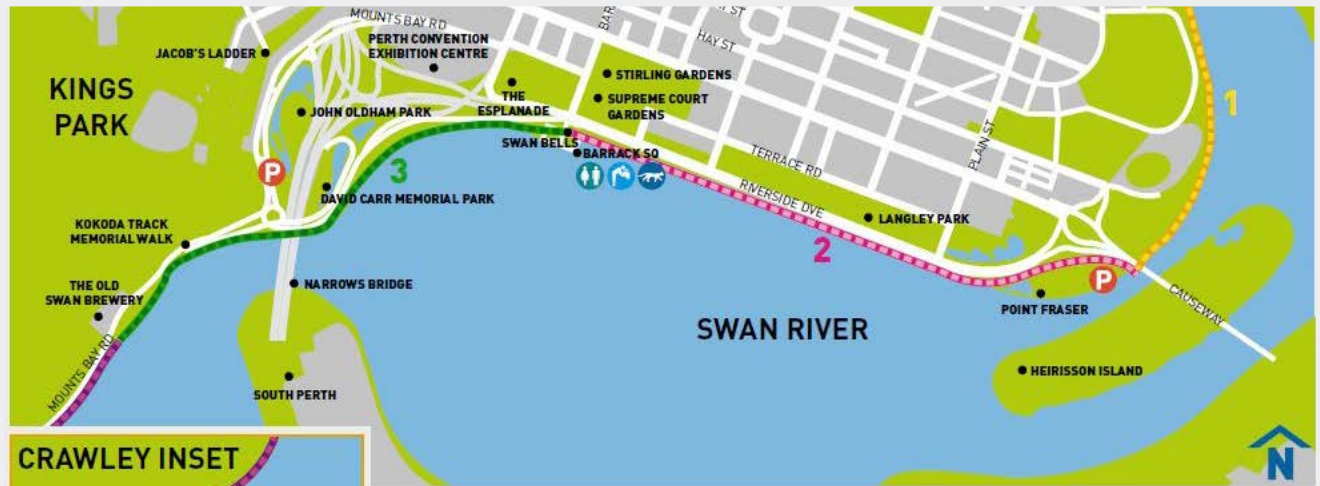 MOUNTS BAY RD
JACOB'S LADDER
PERTH CONVENTION
EXHIBITION CENTRE
HAY ST
ST
BAR
KINGS
PARK
STIRLING GARDENS
THE
ESPLANADE
SUPREME COURT
GARDENS
1
JOHN OLDHAM PARK
PLAIN ST
SWAN BELLS
BARRACK SQ
TERRACE RD
P
3
DAVID CARR MEMORIAL PARK
RIVERSIDE DVE
LANGLEY PARK
KOKODA TRACK
MEMORIAL WALK
2
P
NARROWS BRIDGE
THE OLD
SWAN BREWERY
POINT FRASER
CAUSEWAY
SWAN RIVER
MOUNTS BAY RD
HEIRISSON ISLAND
SOUTH PERTH
CRAWLEY INSET
N